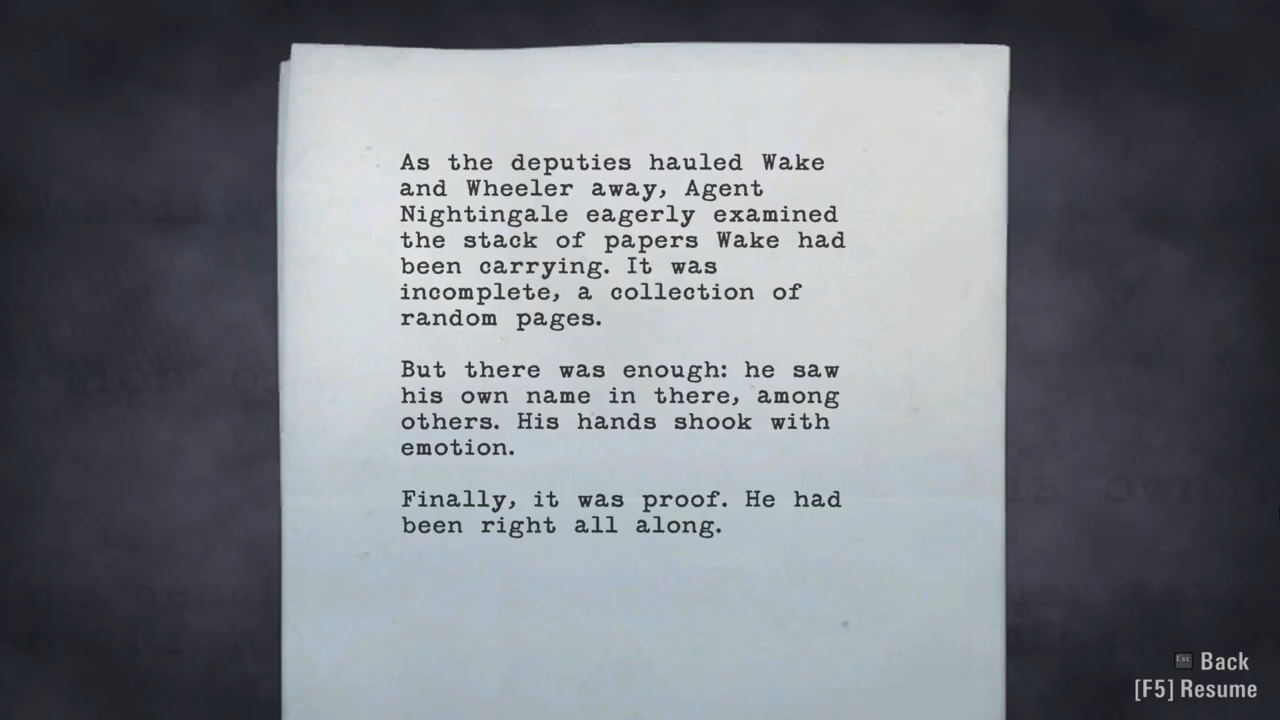 As the deputies hauled Wake
and Wheeler away, Agent
Nightingale eagerly examined
the stack of papers Wake had
been carrying. It was
incomplete, a collection of
random pages.
But there was enough: he saw
his own name in there, among
others. His hands shook with
emotion.
Finally, it was proof. He had
been right all along.
Esc Back
[F5] Resume